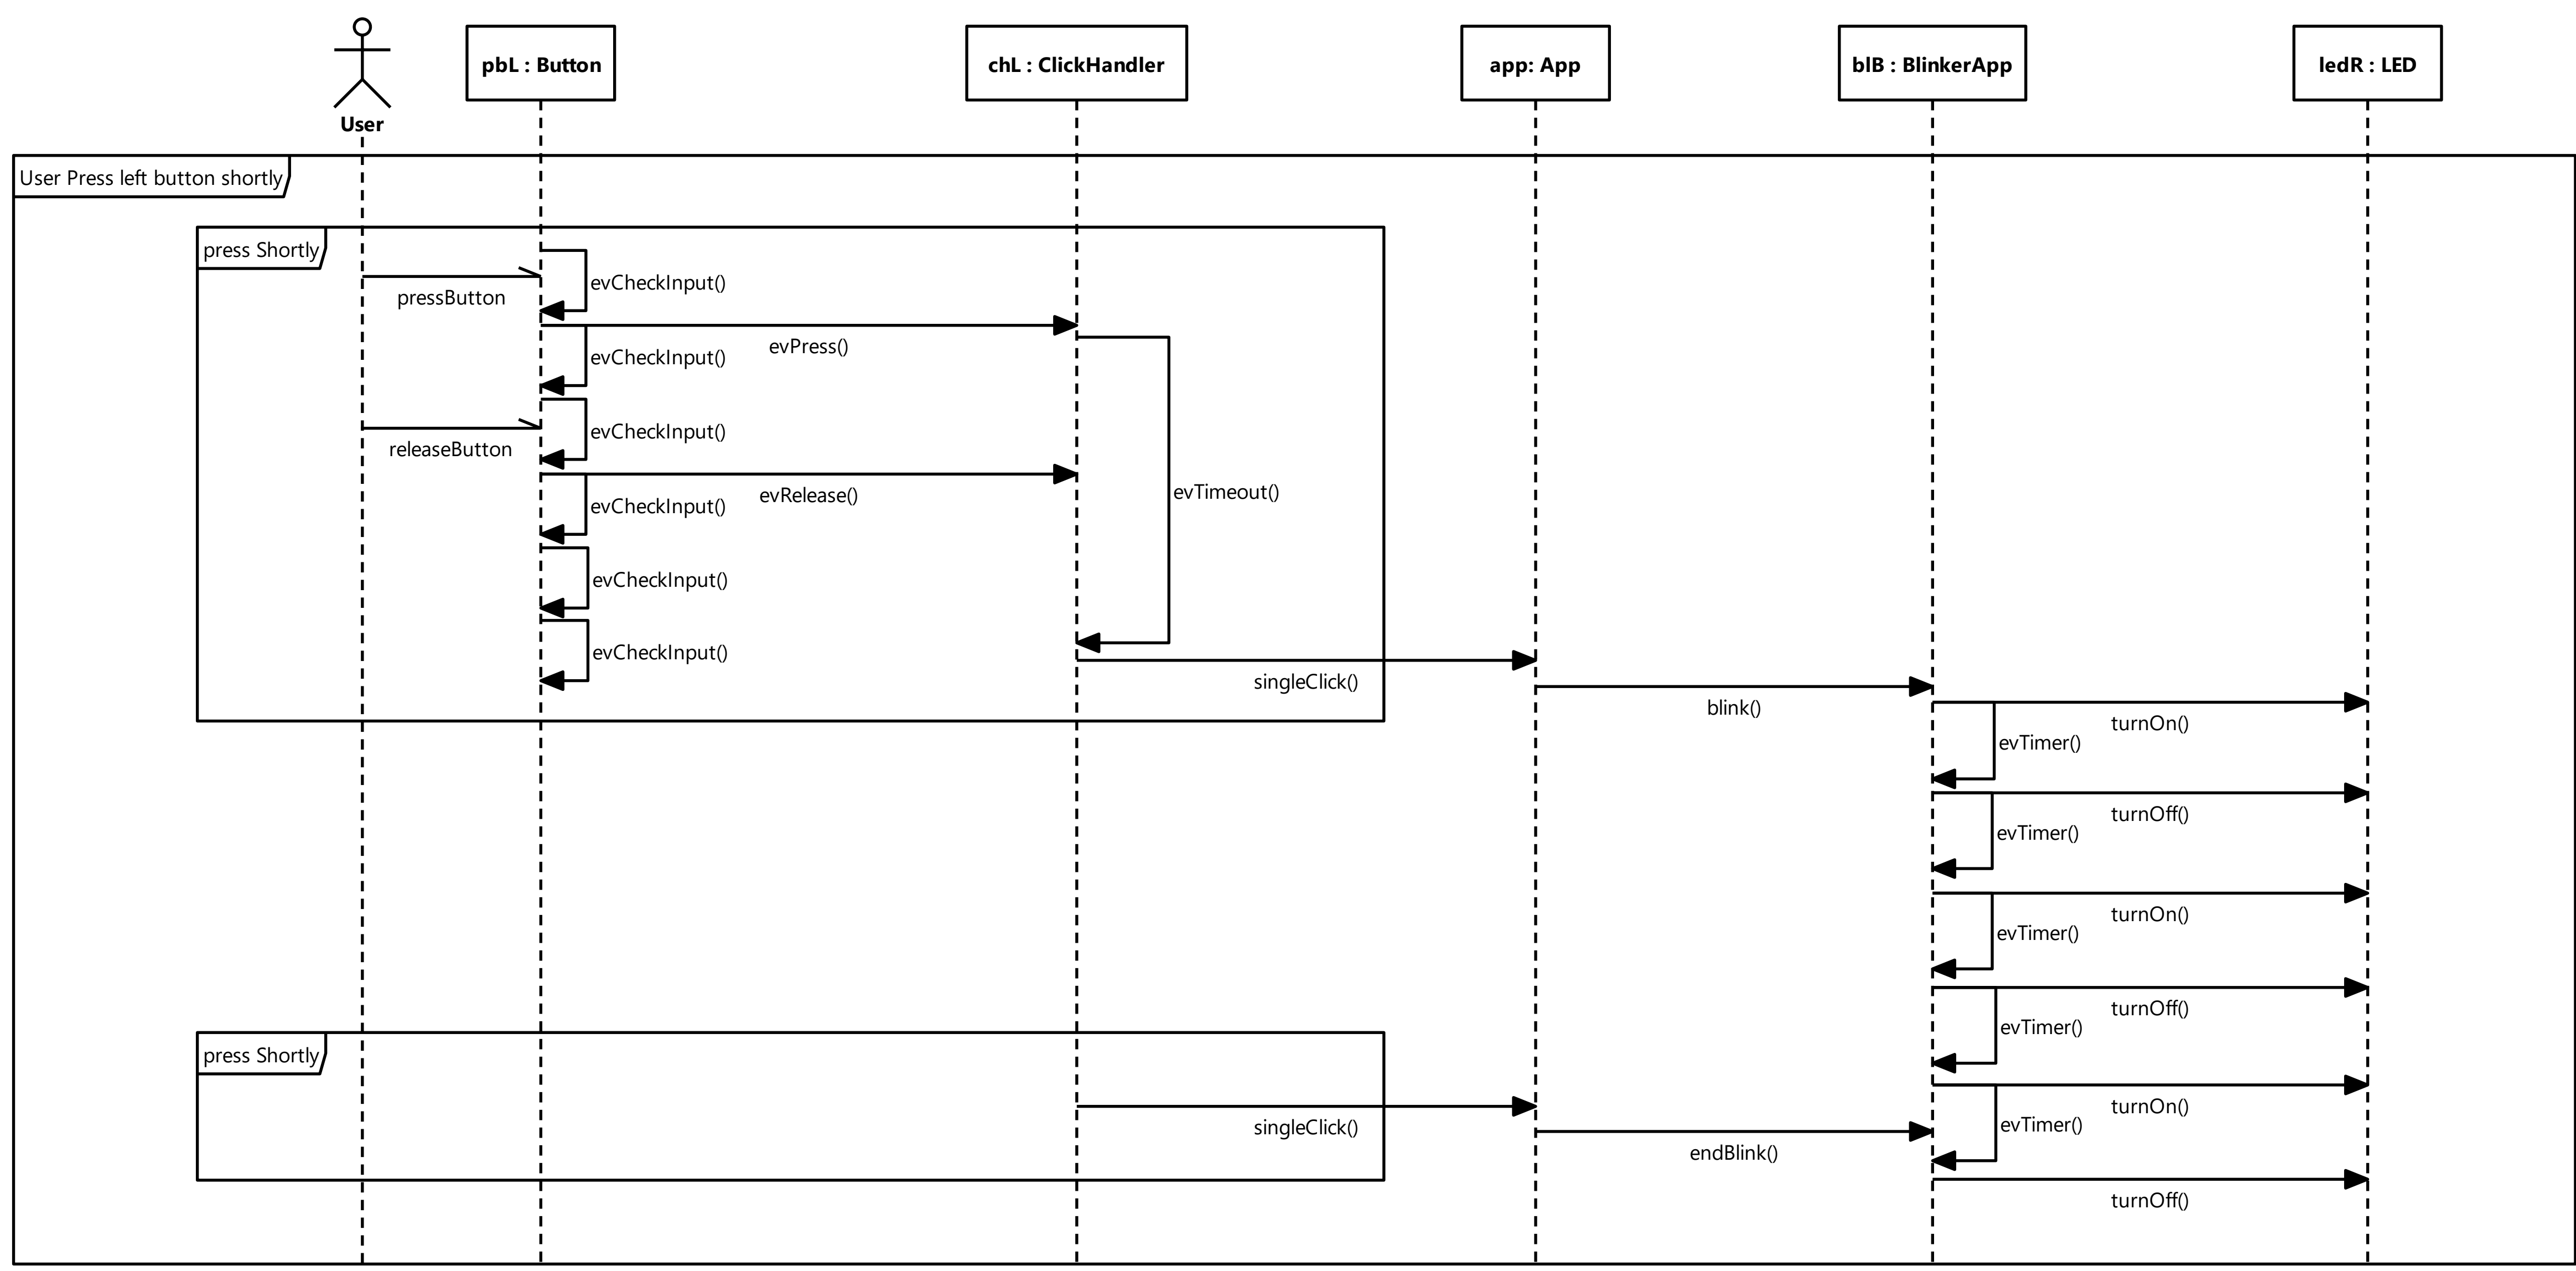 pbL : Button
chL : ClickHandler
app: App
blB : BlinkerApp
ledR : LED
User
User Press left button shortly
press Shortly
evCheckInput()
pressButton
evPress()
evCheckInput()
evCheckInput()
releaseButton
evTimeout()
evRelease()
evCheckInput()
evCheckInput()
evCheckInput()
singleClick()
blink()
turnOn()
evTimer()
turnOff()
evTimer()
turnOn()
evTimer()
turnOff()
evTimer()
press Shortly
turnOn()
evTimer()
singleClick()
endBlink()
turnOff()